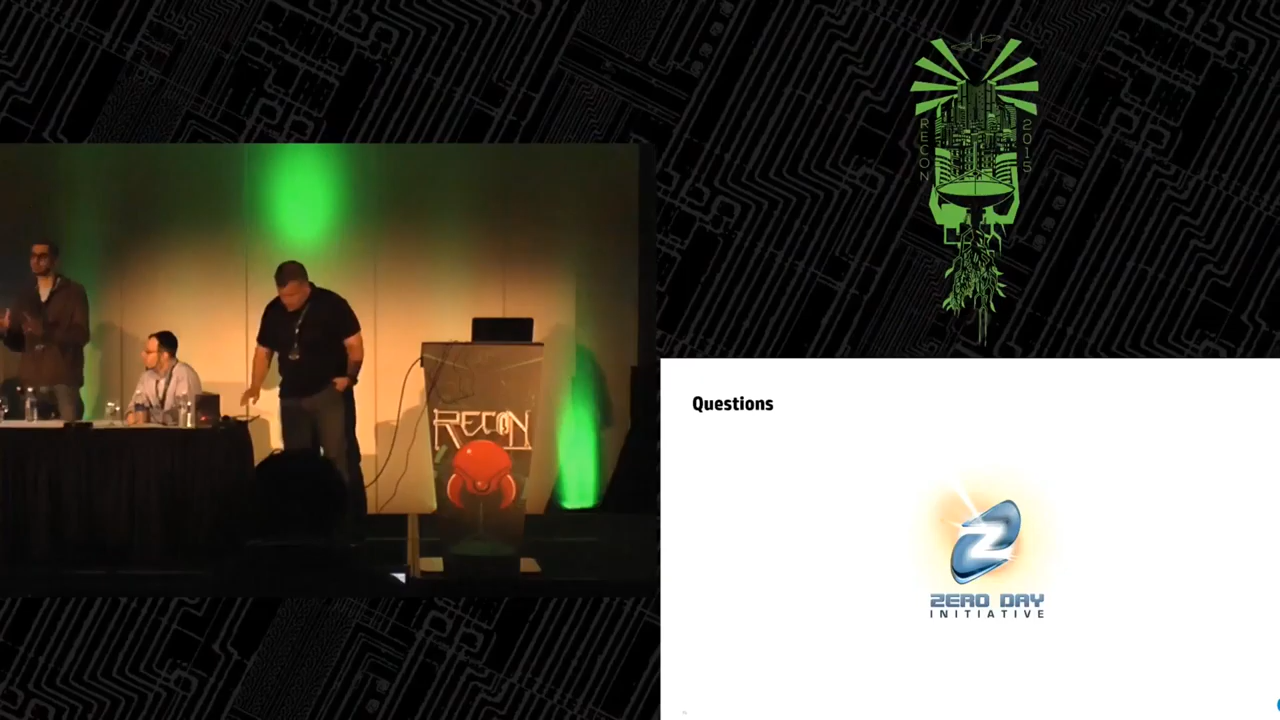 RECON
2015
RECON
Questions
ZERO DAY
INITIATIVE